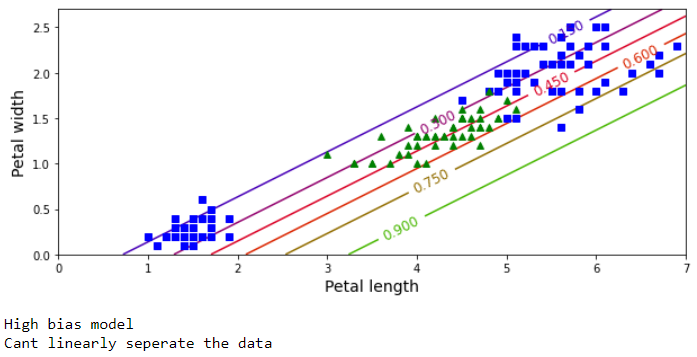 2.5
2.0
1.5
1.0
0.5
0.0
Petal width
0.150
0.300
0.450
0.600
0.750
0.900
0 1 2 3 4 5 6 7
Petal length
High bias model
Cant linearly seperate the data